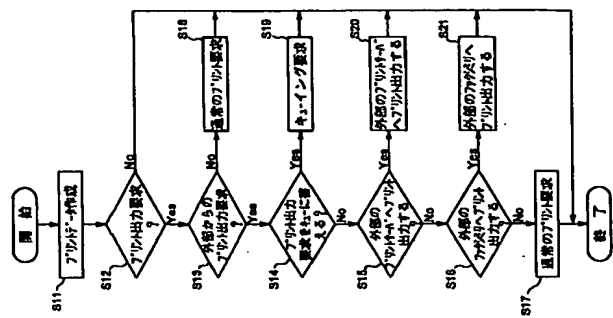 開 始
S11
プリントデータ作成
S12
プリント出力要求
?
No
Yes
S13
外部からの
プリント出力要求
?
No
S18
通常のプリント要求
Yes
S14
プリント出力
要求をキューに蓄
える?
Yes
S19
キューイング要求
No
S15
外部の
プリントサーバへプリント
出力する
?
Yes
S20
外部のプリントサーバ
へプリント出力する
No
S16
外部の
ファクシミリへプリント
出力する
?
Yes
S21
外部のファクシミリへ
プリント出力する
No
S17
通常のプリント要求
終 了